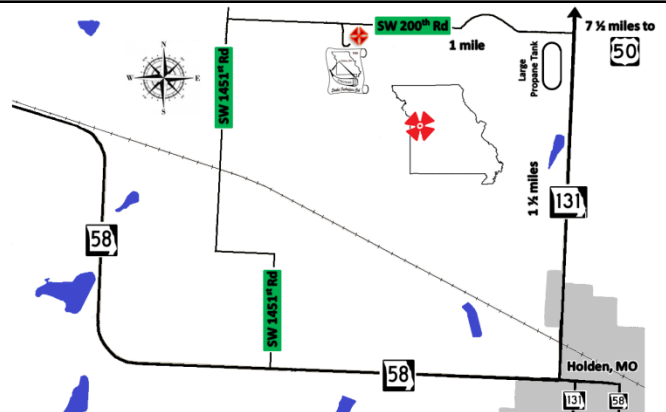 SW 200th Rd
1 mile
7 ½ miles to
50
N
W
E
S
SW 1451st Rd
Large
Propane Tank
1 ½ miles
131
58
SW 1451st Rd
58
Holden, MO
131
58